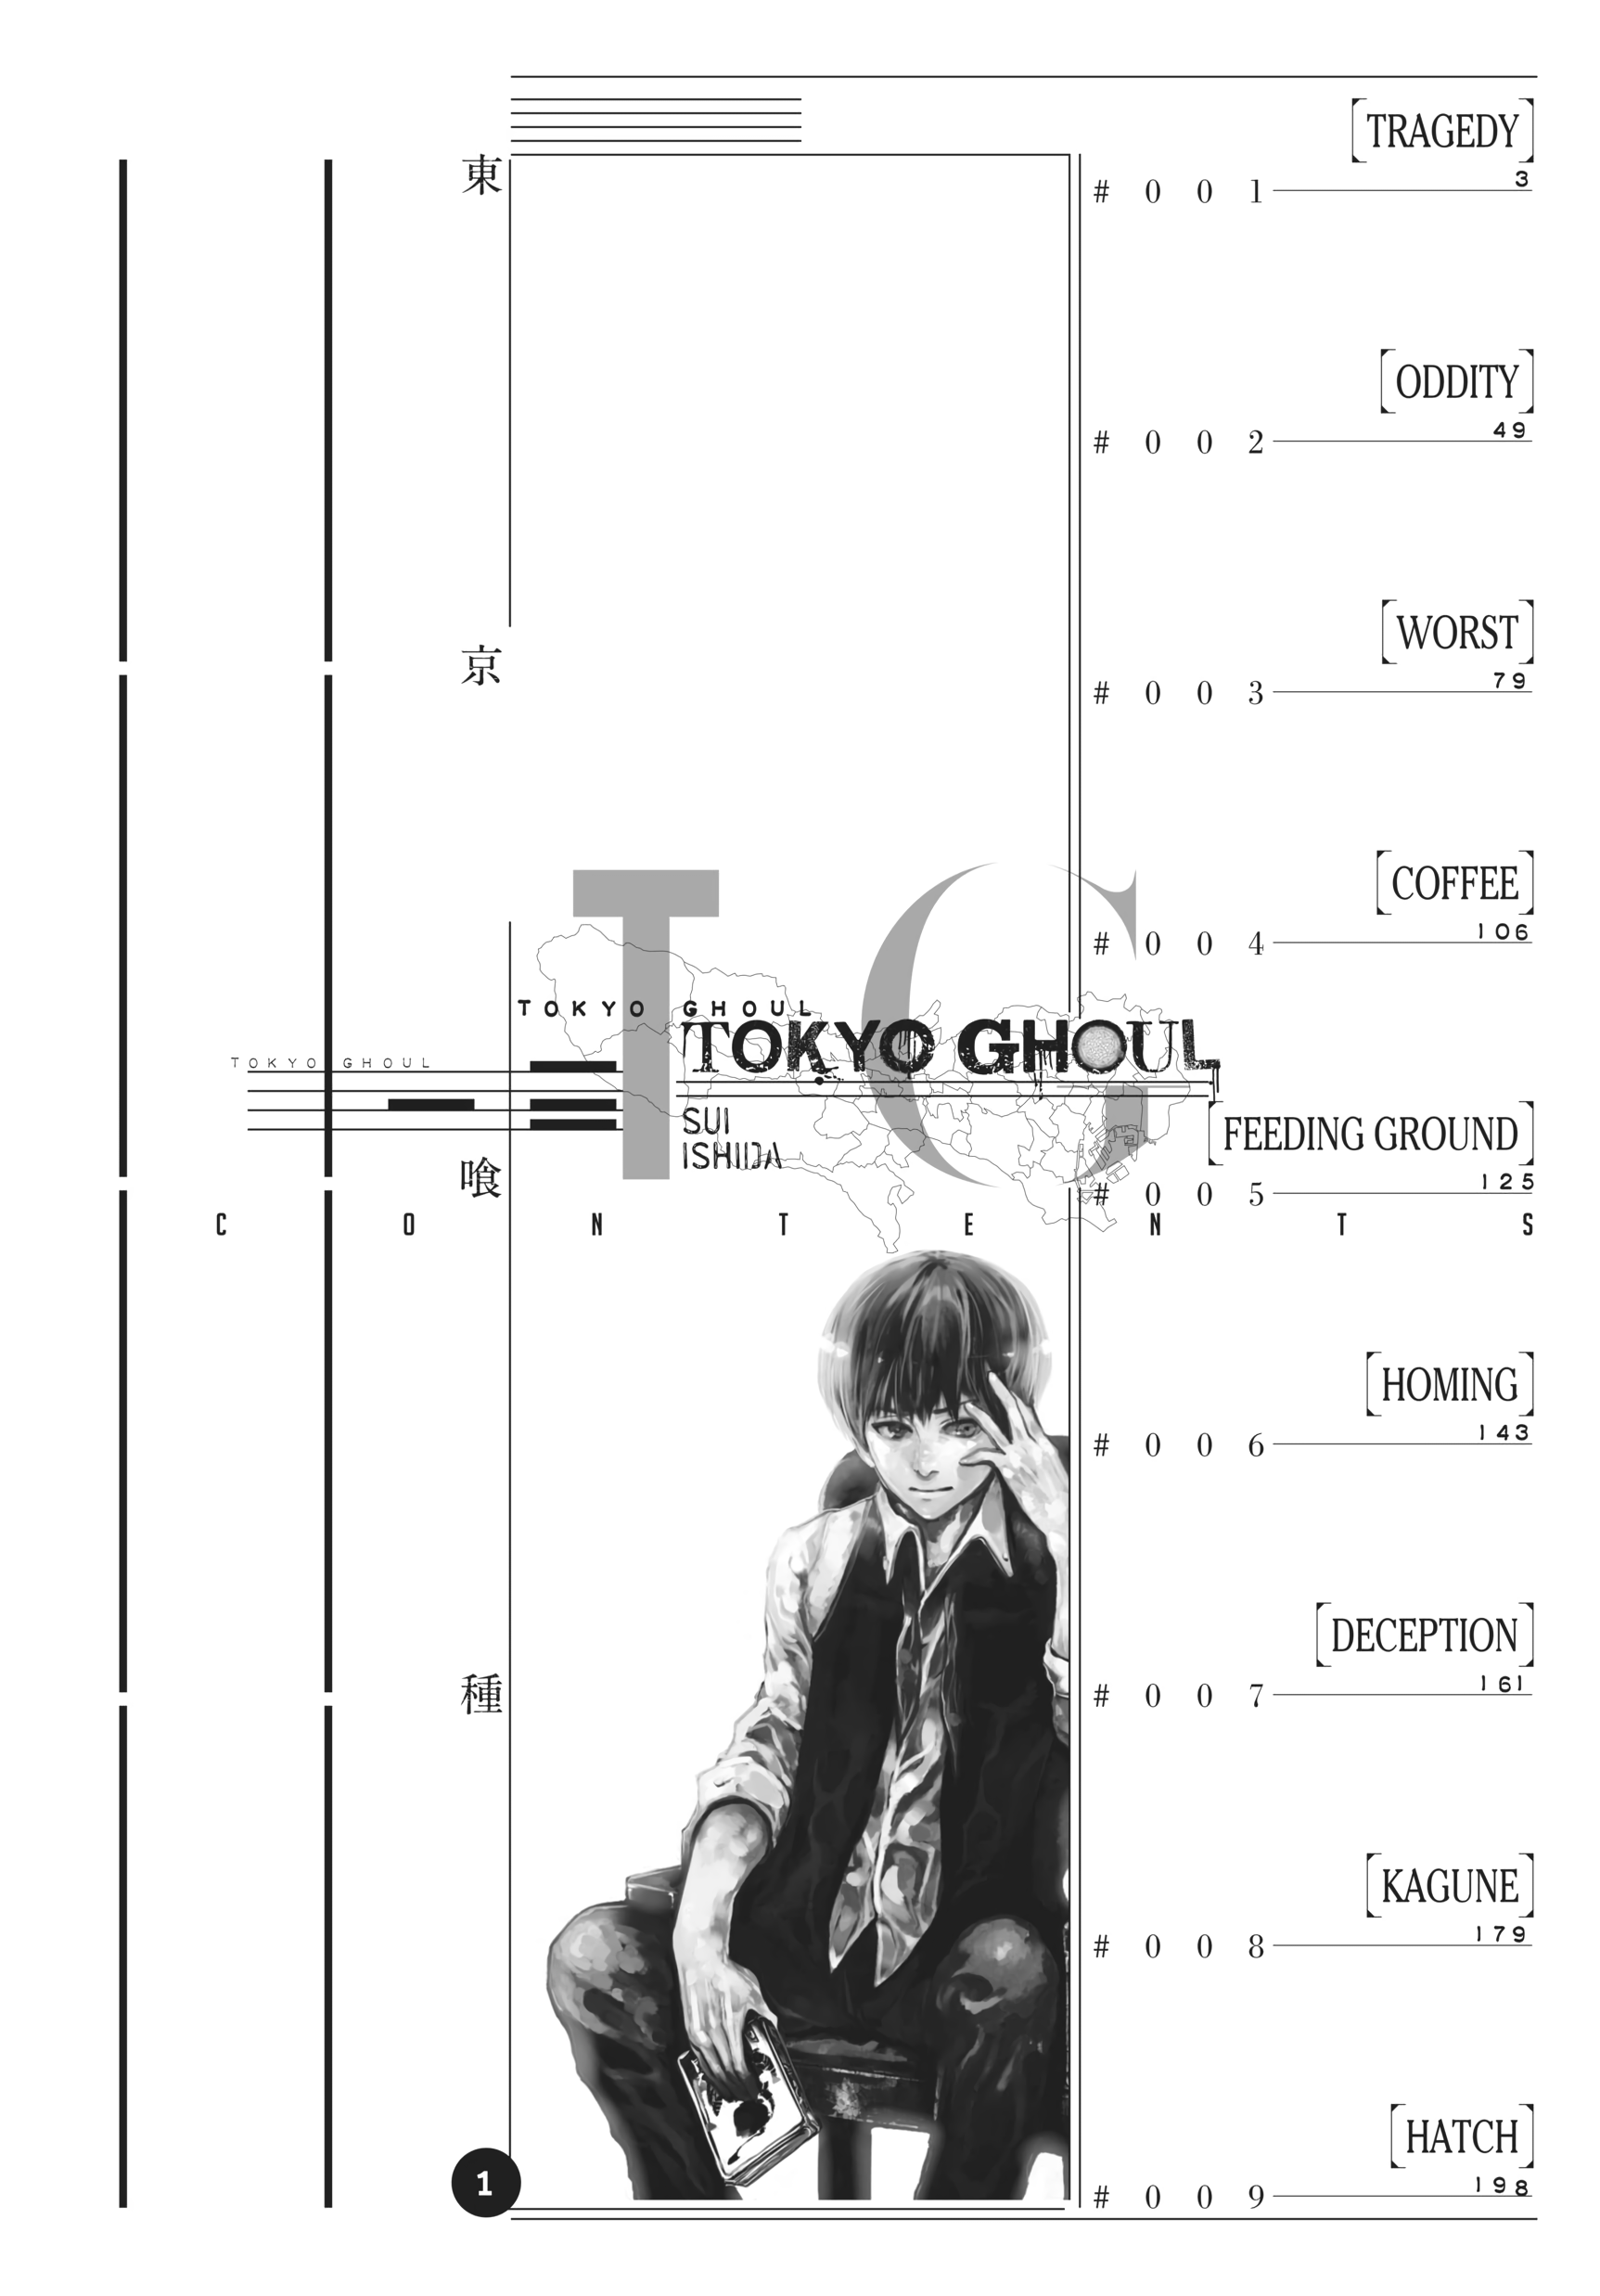 東京喰種
TOKYO GHOUL
TOKYO GHOUL
TOKYO GHOUL
TG
SUI
ISHIDA
CONTENTS
[TRAGEDY]
3
#001
[ODDITY]
49
#002
[WORST]
79
#003
[COFFEE]
106
#004
[FEEDING GROUND]
125
#005
[HOMING]
143
#006
[DECEPTION]
161
#007
[KAGUNE]
179
#008
[HATCH]
198
#009
1